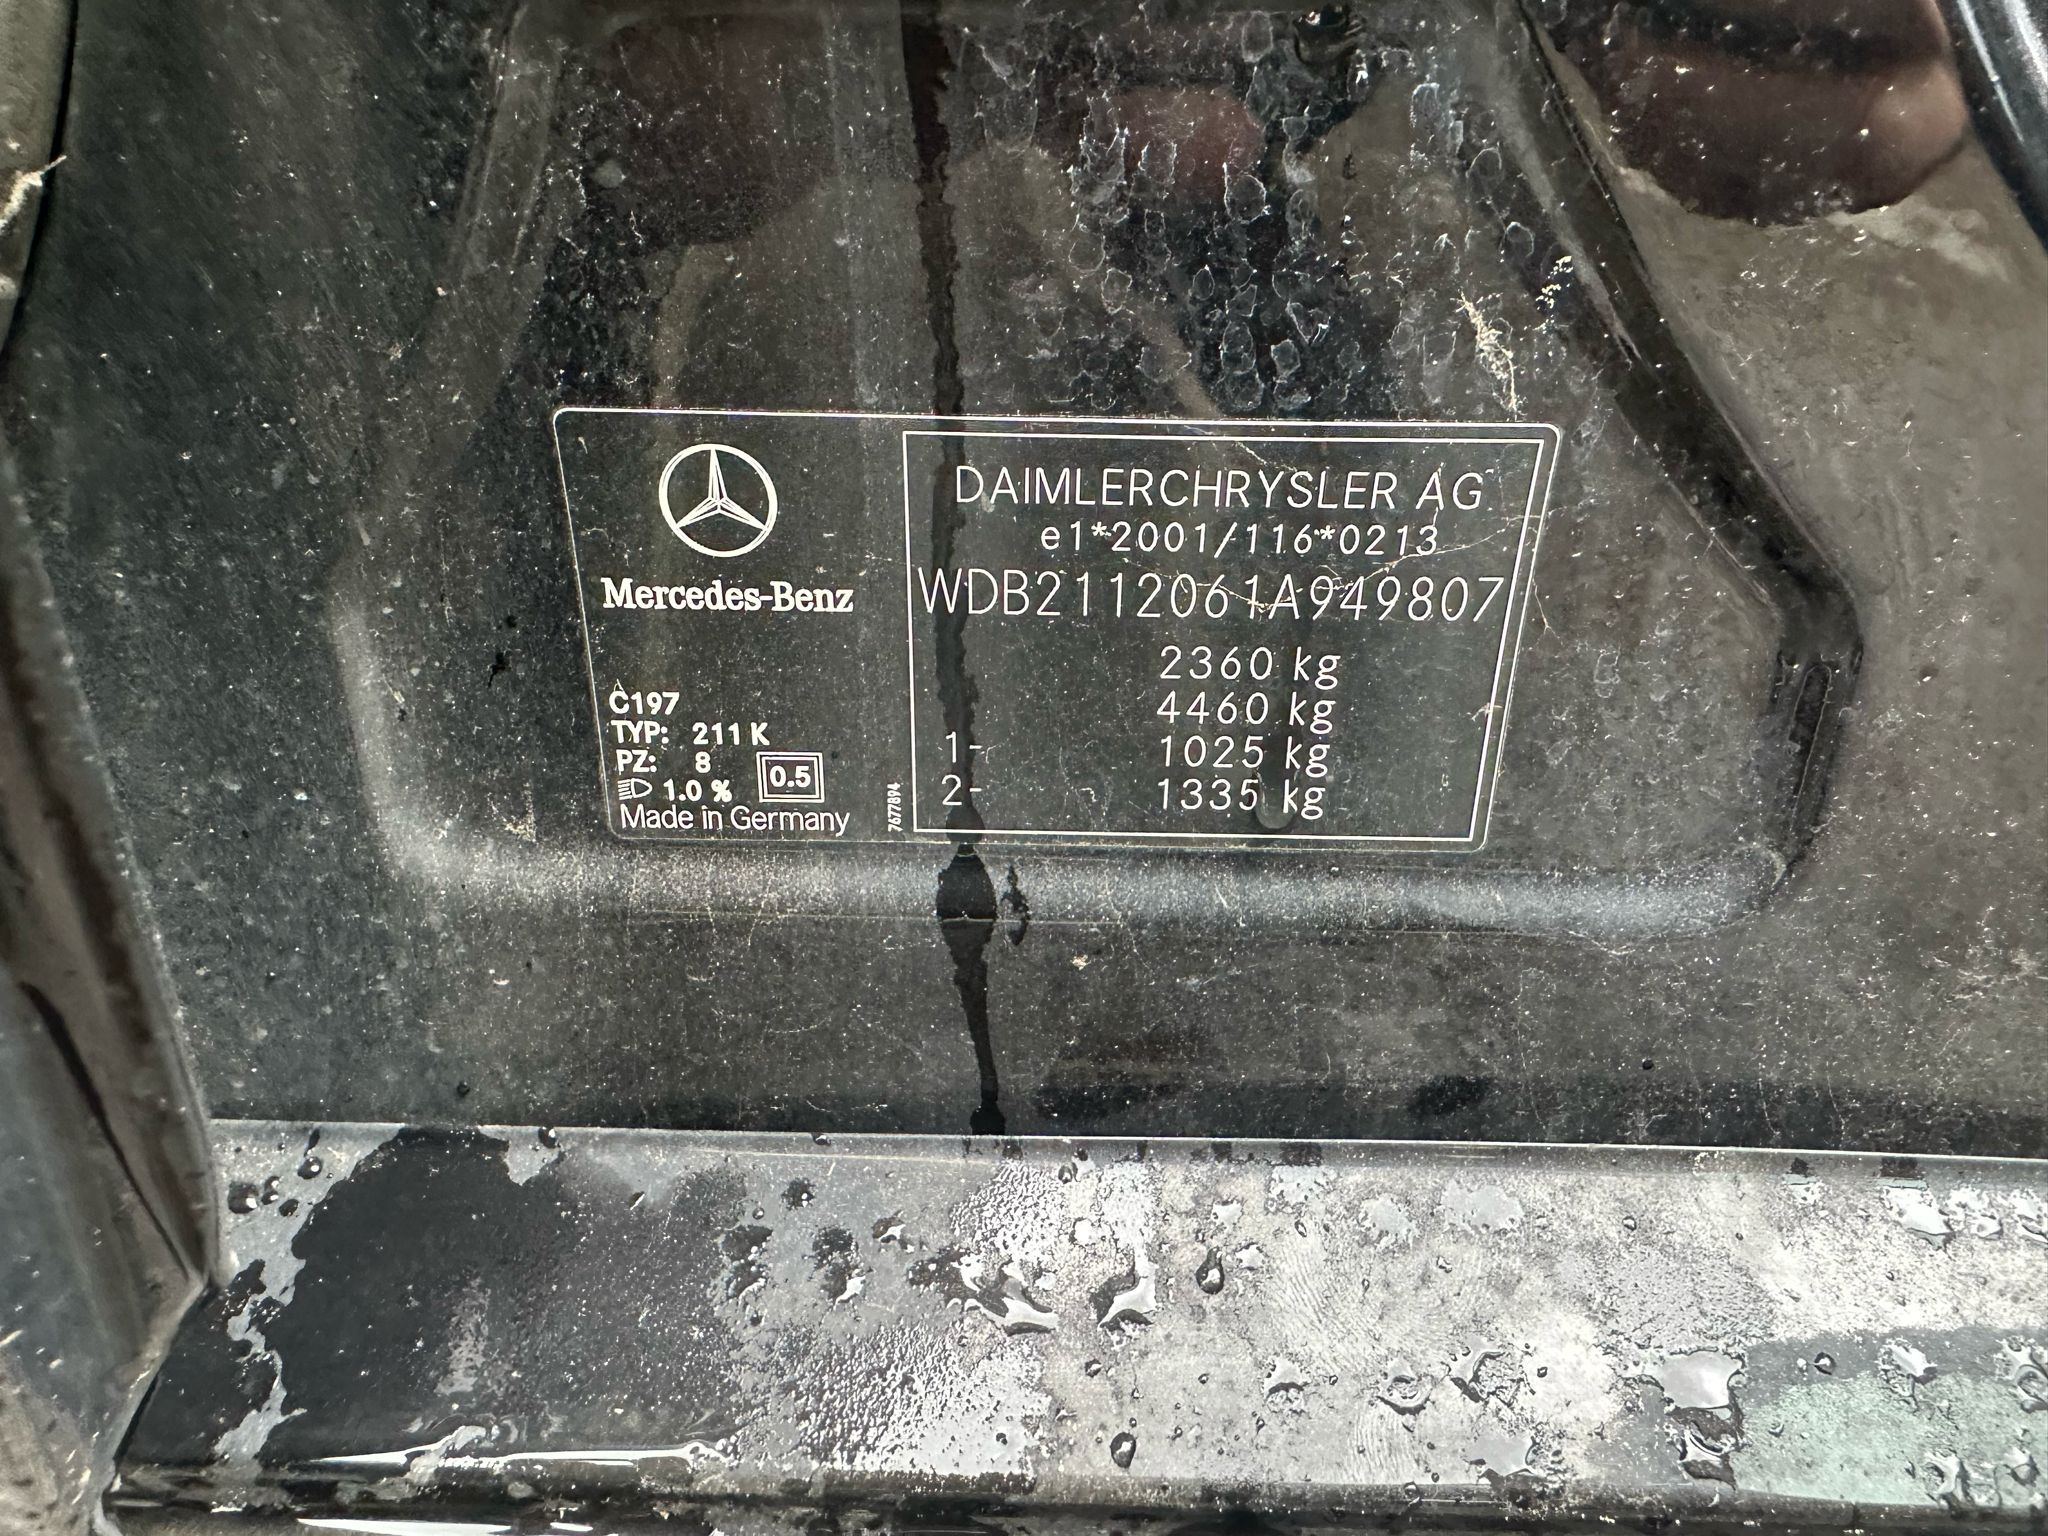 Mercedes-Benz
C197
TYP: 211 K
PZ: 8
1.0 %
0.5
Made in Germany
7677894
DAIMLERCHRYSLER AG
e1*2001/116*0213
WDB2112061A949807
2360 kg
4460 kg
1- 1025 kg
2- 1335 kg